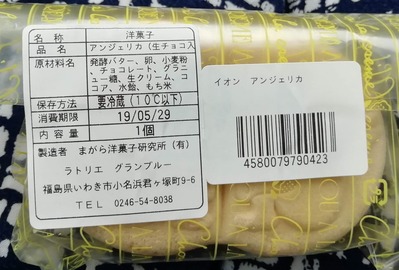 名 称 洋菓子
品 名 アンジェリカ (生チョコ入
原材料名 発酵バター、卵、小麦粉
、チョコレート、グラニ
ュー糖、生クリーム、コ
コア、水飴、もち米
保存方法 要冷蔵(10℃以下)
消費期限 19/05/29
内 容 量 1個
製造者 まがら洋菓子研究所 (有)
ラトリエ グランブルー
福島県いわき市小名浜君ヶ塚町9-6
TEL 0246-54-8038
イオン アンジェリカ
4580079790423